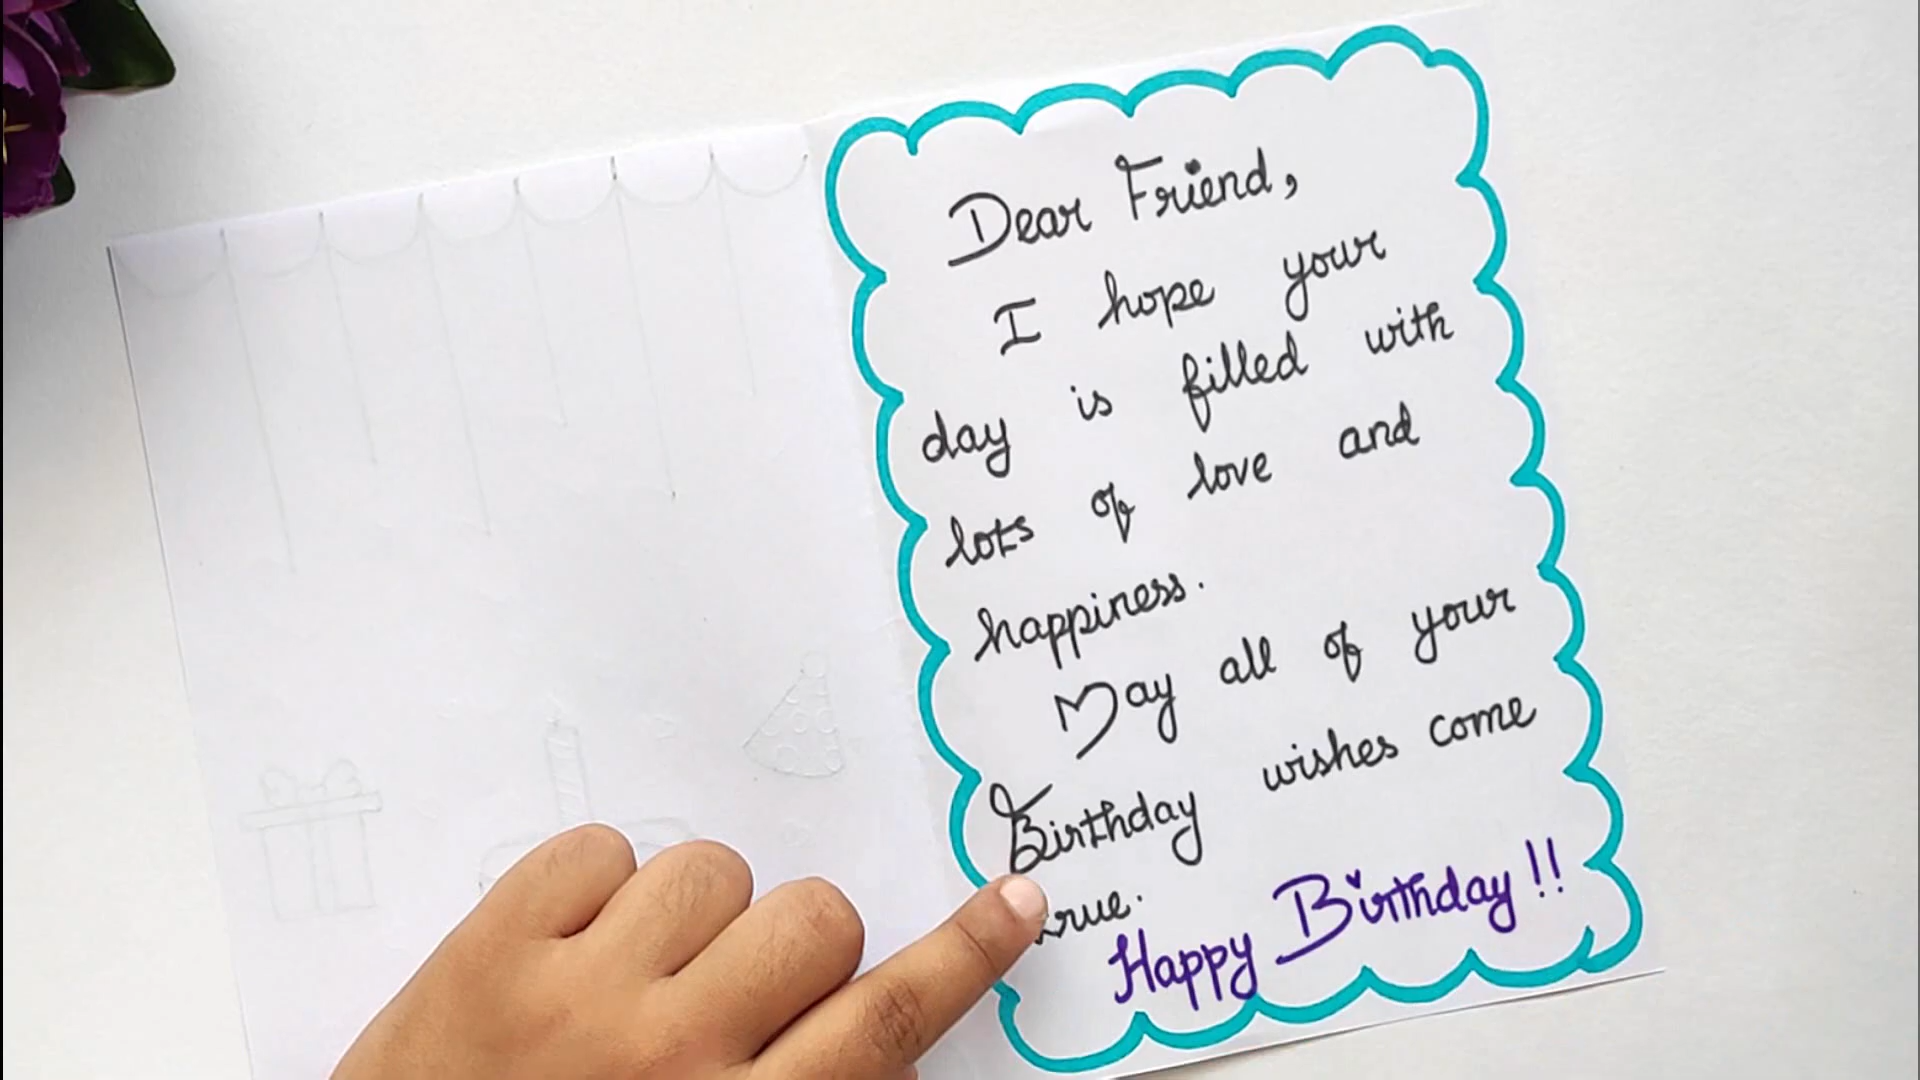 Dear Friend,
I hope your
day is filled with
lots of love and
happiness.
May all of your
Birthday wishes come
true.
Happy Birthday!!